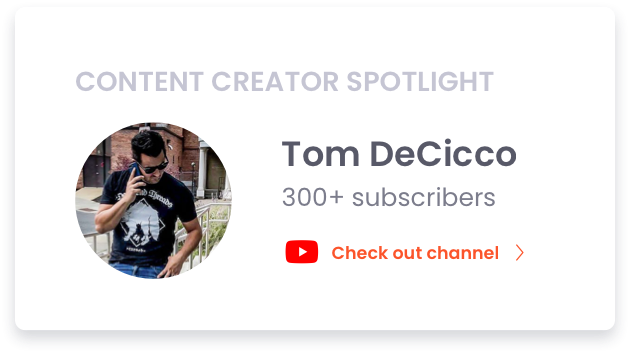 CONTENT CREATOR SPOTLIGHT
Tom DeCicco
300+ subscribers
Check out channel